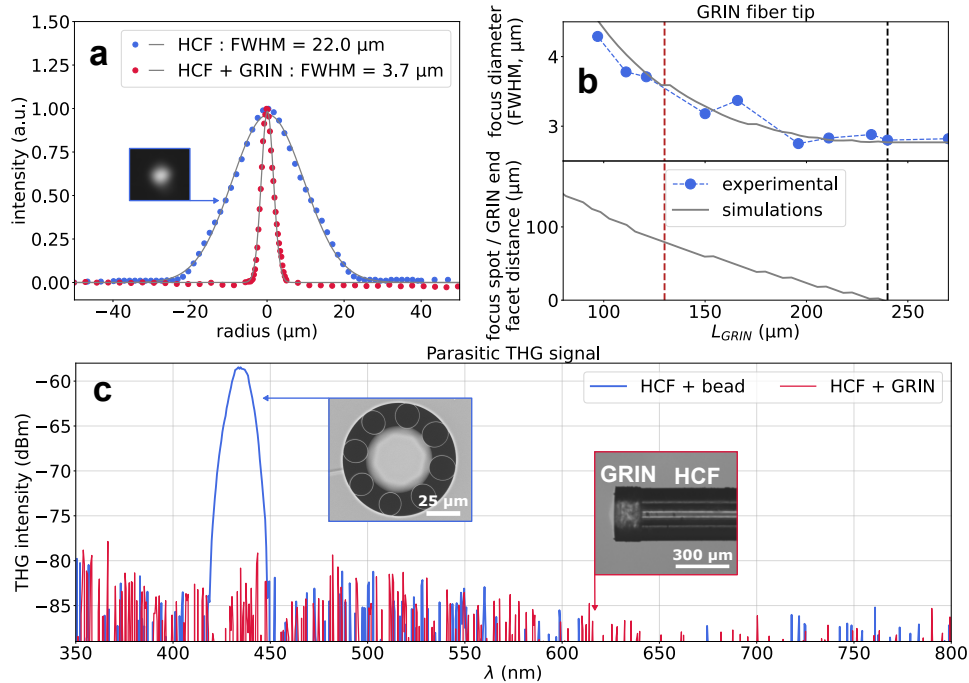 a
HCF : FWHM = 22.0 μm
HCF + GRIN : FWHM = 3.7 μm
intensity (a.u.)
1.50
1.25
1.00
0.75
0.50
0.25
0.00
−40
−20
0
20
40
radius (μm)
GRIN fiber tip
b
focus diameter
(FWHM, μm)
4
3
experimental
simulations
focus spot / GRIN end
facet distance (μm)
100
0
100
150
200
250
L_GRIN (μm)
Parasitic THG signal
c
HCF + bead
HCF + GRIN
THG intensity (dBm)
−60
−65
−70
−75
−80
−85
25 μm
GRIN HCF
300 μm
350
400
450
500
550
600
650
700
750
800
λ (nm)